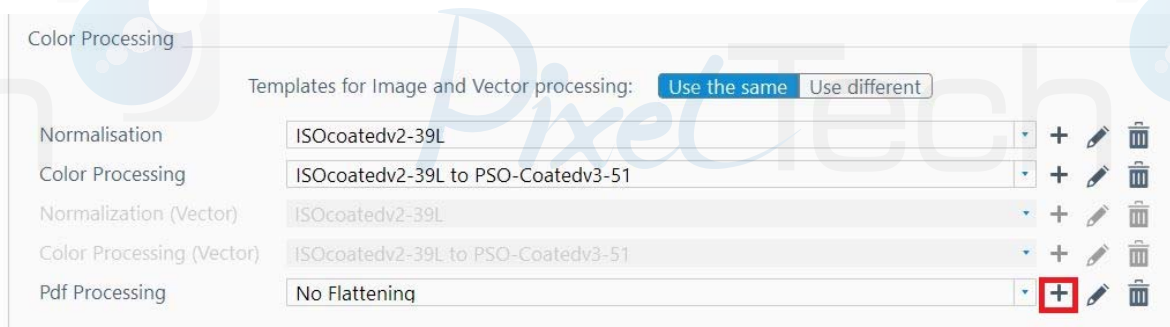 Color Processing
Templates for Image and Vector processing: Use the same Use different
Normalisation ISOcoatedv2-39L
Color Processing ISOcoatedv2-39L to PSO-Coatedv3-51
Normalization (Vector) ISOcoatedv2-39L
Color Processing (Vector) ISOcoatedv2-39L to PSO-Coatedv3-51
Pdf Processing No Flattening
PixelTech